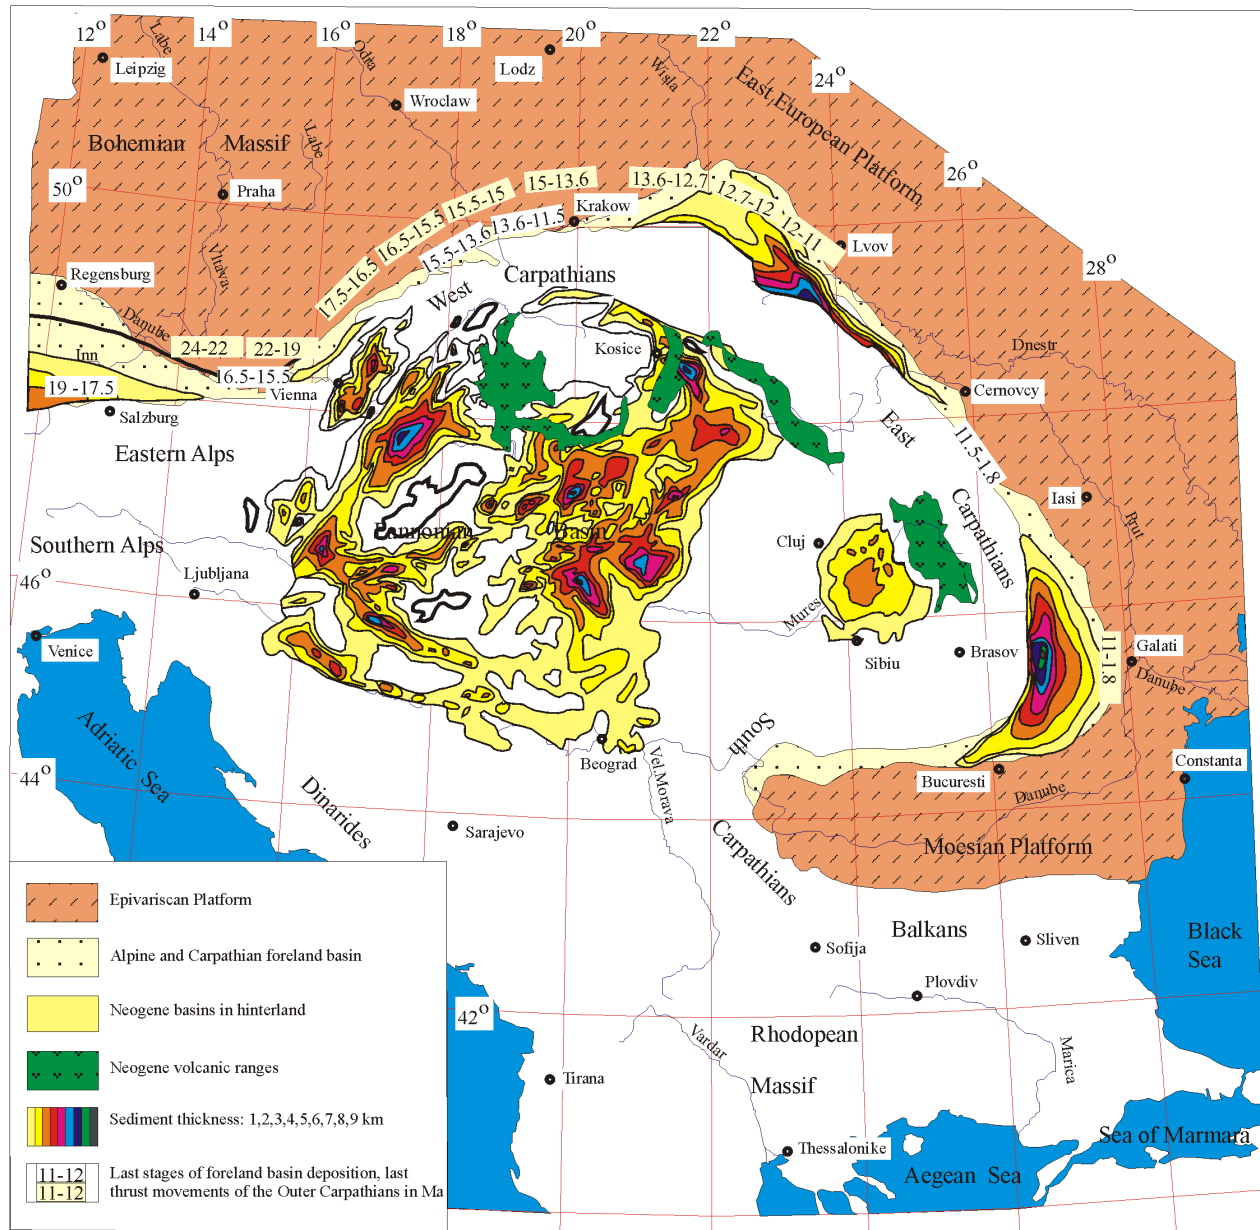 12°
14°
16°
18°
20°
22°
24°
26°
28°
50°
46°
44°
42°
Labe
Odra
Wisla
Leipzig
Lodz
Wroclaw
East European Platform
Bohemian Massif
Labe
Praha
Vltava
Regensburg
Danube
Inn
15-13.6
13.6-12.7
12.7-12
12-11
15.5-15
16.5-15.5
17.5-16.5
15.5-13.6
13.6-11.5
24-22
22-19
16.5-15.5
19 -17.5
Krakow
Lvov
West
Carpathians
Kosice
Dnestr
Cernovcy
Vienna
Salzburg
Eastern Alps
East
Carpathians
11.5-1.8
Iasi
Prut
Southern Alps
Pannonian
Basin
Cluj
Ljubljana
Mures
Sibiu
Brasov
Venice
11-1.8
Galati
Danube
Adriatic Sea
South
Carpathians
Beograd
Vel.Morava
Bucuresti
Danube
Constanta
Dinarides
Sarajevo
Moesian Platform
Balkans
Sofija
Sliven
Black
Sea
Plovdiv
Rhodopean
Massif
Vardar
Marica
Tirana
Thessalonike
Aegean Sea
Sea of Marmara
Epivariscan Platform
Alpine and Carpathian foreland basin
Neogene basins in hinterland
Neogene volcanic ranges
Sediment thickness: 1,2,3,4,5,6,7,8,9 km
11-12
11-12
Last stages of foreland basin deposition, last
thrust movements of the Outer Carpathians in Ma